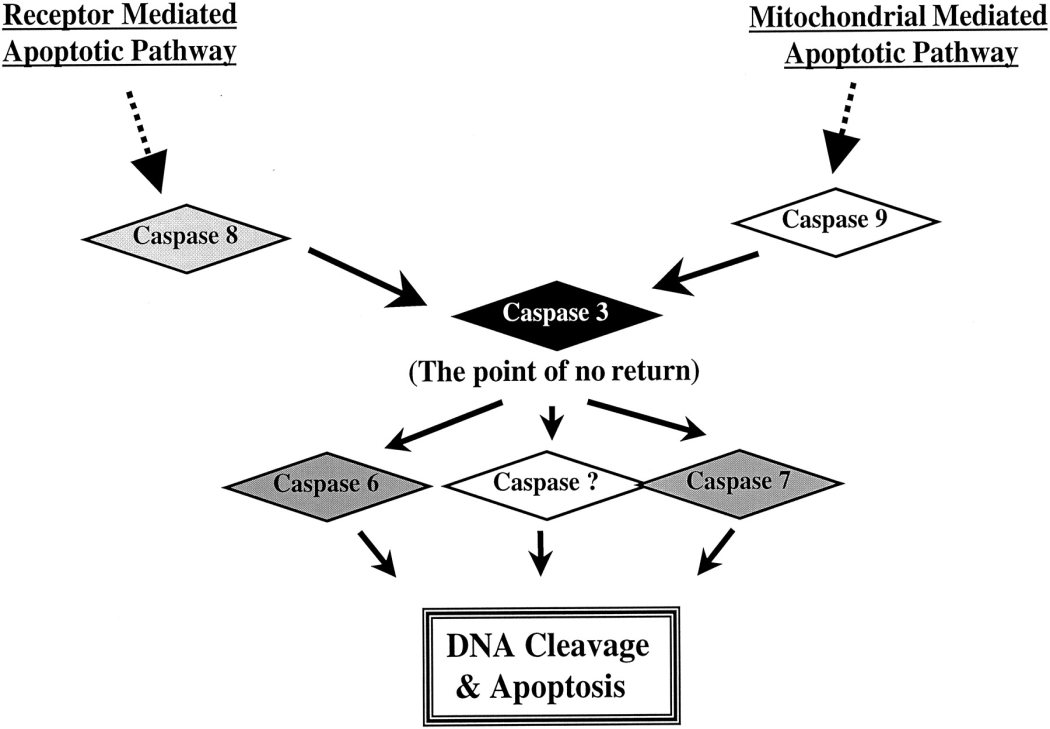 Receptor Mediated
Apoptotic Pathway
Mitochondrial Mediated
Apoptotic Pathway
Caspase 8
Caspase 9
Caspase 3
(The point of no return)
Caspase 6
Caspase ?
Caspase 7
DNA Cleavage
& Apoptosis